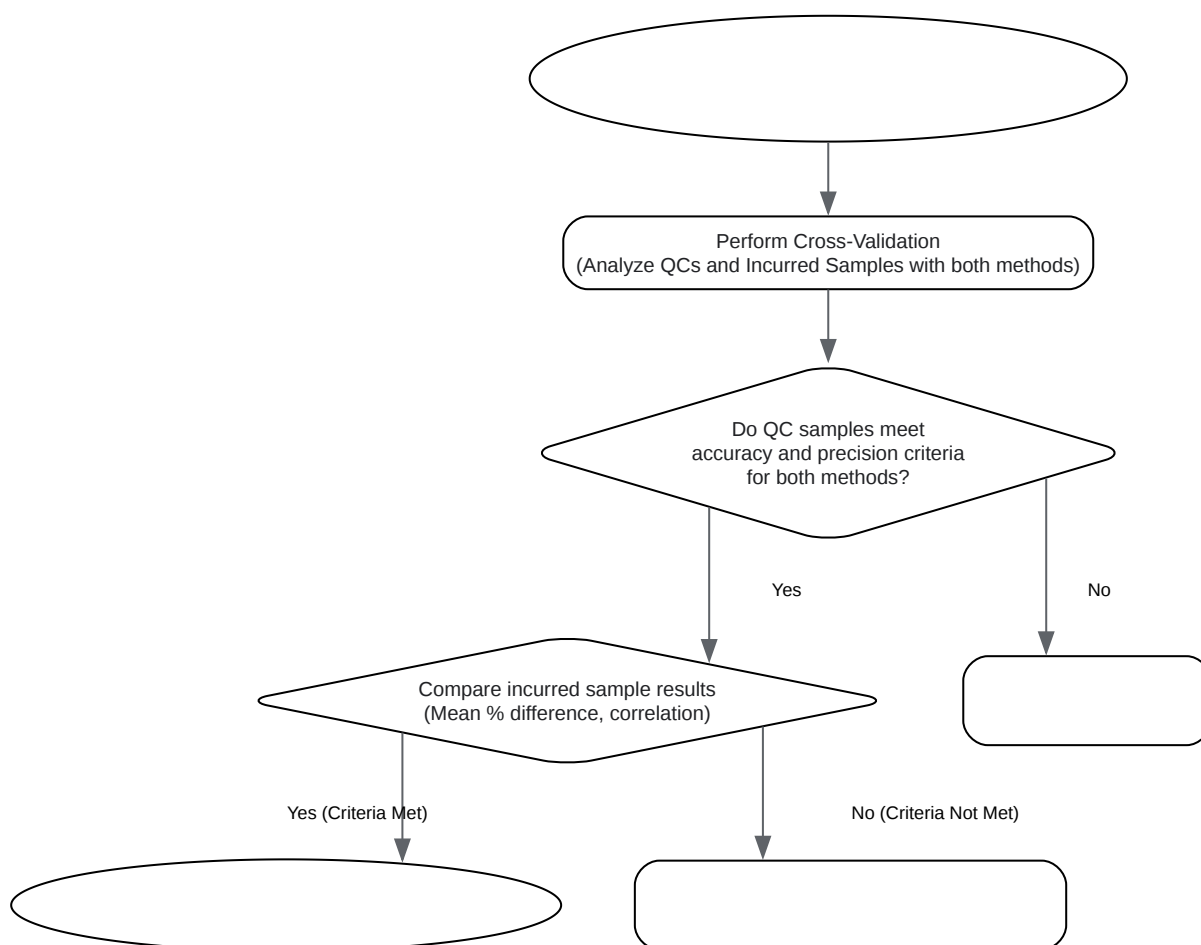 Perform Cross-Validation
(Analyze QCs and Incurred Samples with both methods)
Do QC samples meet
accuracy and precision criteria
for both methods?
Yes
No
Compare incurred sample results
(Mean % difference, correlation)
Yes (Criteria Met)
No (Criteria Not Met)